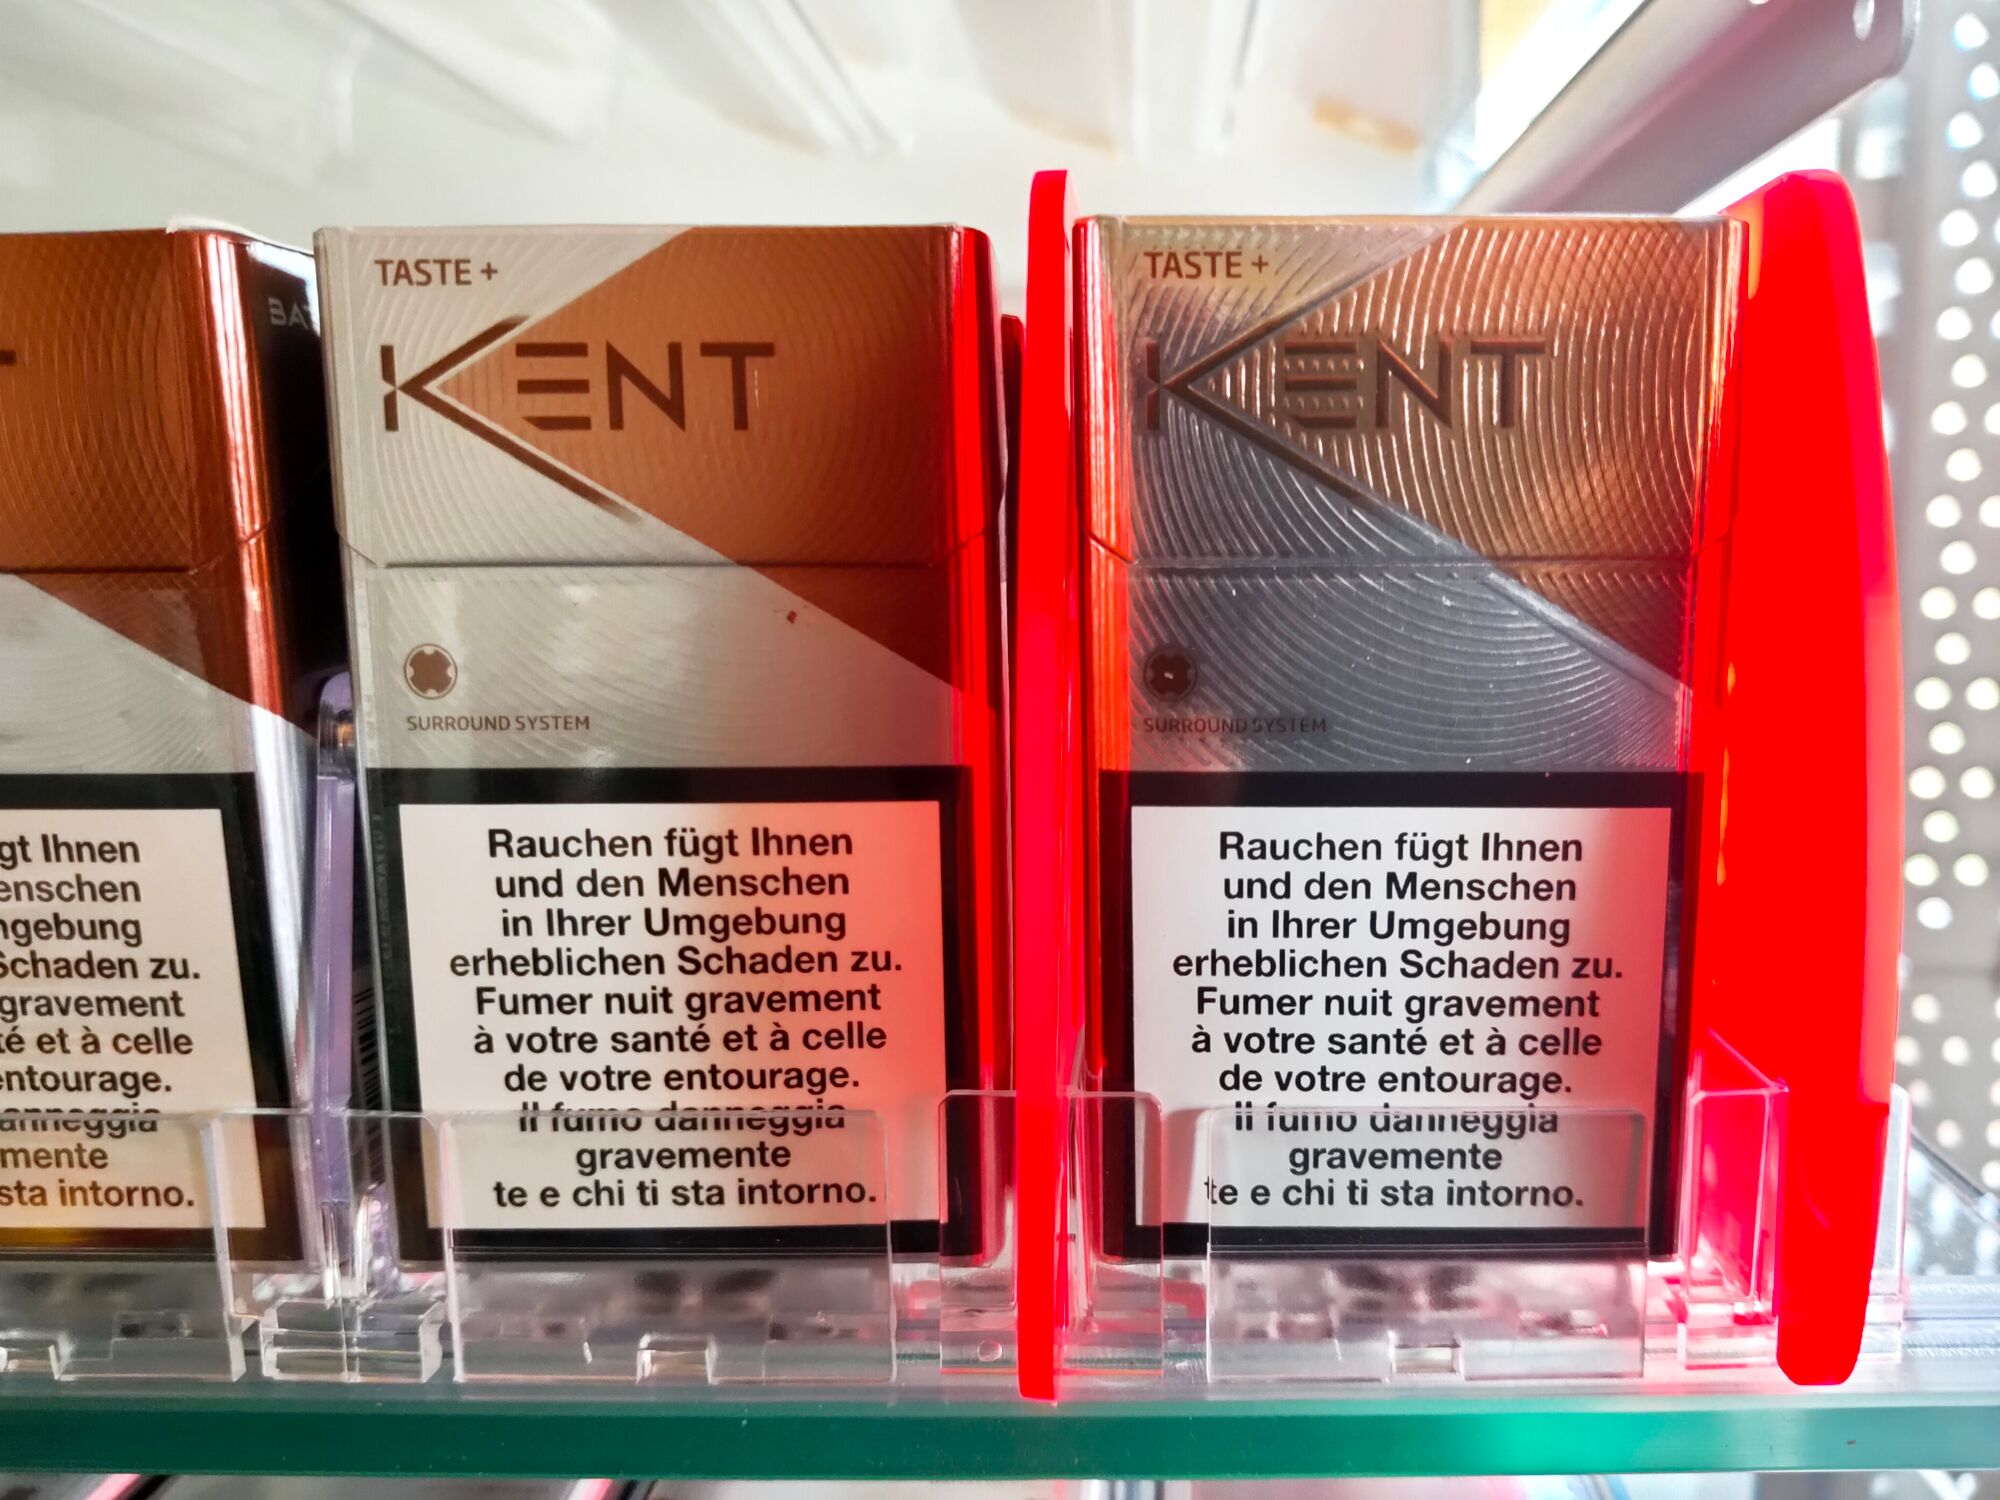 BAT
TASTE +
KENT
SURROUND SYSTEM
gt Ihnen
enschen
gebung
Schaden zu.
gravement
té et à celle
entourage.
danneggia
mente
sta intorno.
Rauchen fügt Ihnen
und den Menschen
in Ihrer Umgebung
erheblichen Schaden zu.
Fumer nuit gravement
à votre santé et à celle
de votre entourage.
Il fumo danneggia
gravemente
te e chi ti sta intorno.
TASTE +
KENT
SURROUND SYSTEM
Rauchen fügt Ihnen
und den Menschen
in Ihrer Umgebung
erheblichen Schaden zu.
Fumer nuit gravement
à votre santé et à celle
de votre entourage.
Il fumo danneggia
gravemente
te e chi ti sta intorno.